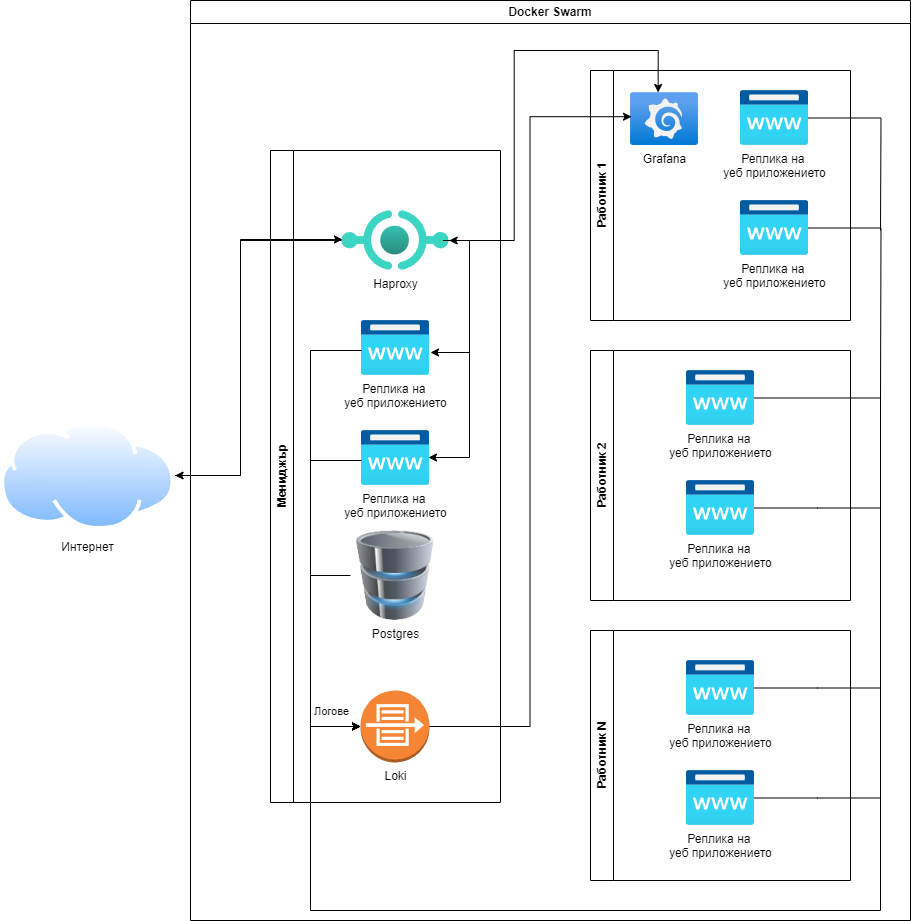 Docker Swarm
Мениджър
Haproxy
WWW
Реплика на
уеб приложението
WWW
Реплика на
уеб приложението
Postgres
Логове
Loki
Интернет
Работник 1
Grafana
WWW
Реплика на
уеб приложението
WWW
Реплика на
уеб приложението
Работник 2
WWW
Реплика на
уеб приложението
WWW
Реплика на
уеб приложението
Работник N
WWW
Реплика на
уеб приложението
WWW
Реплика на
уеб приложението